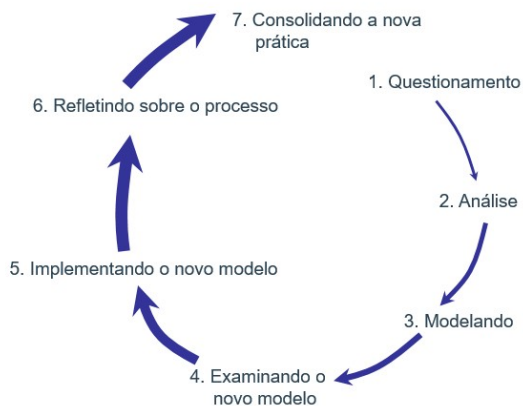 1. Questionamento
2. Análise
3. Modelando
4. Examinando o
novo modelo
5. Implementando o novo modelo
6. Refletindo sobre o processo
7. Consolidando a nova
prática